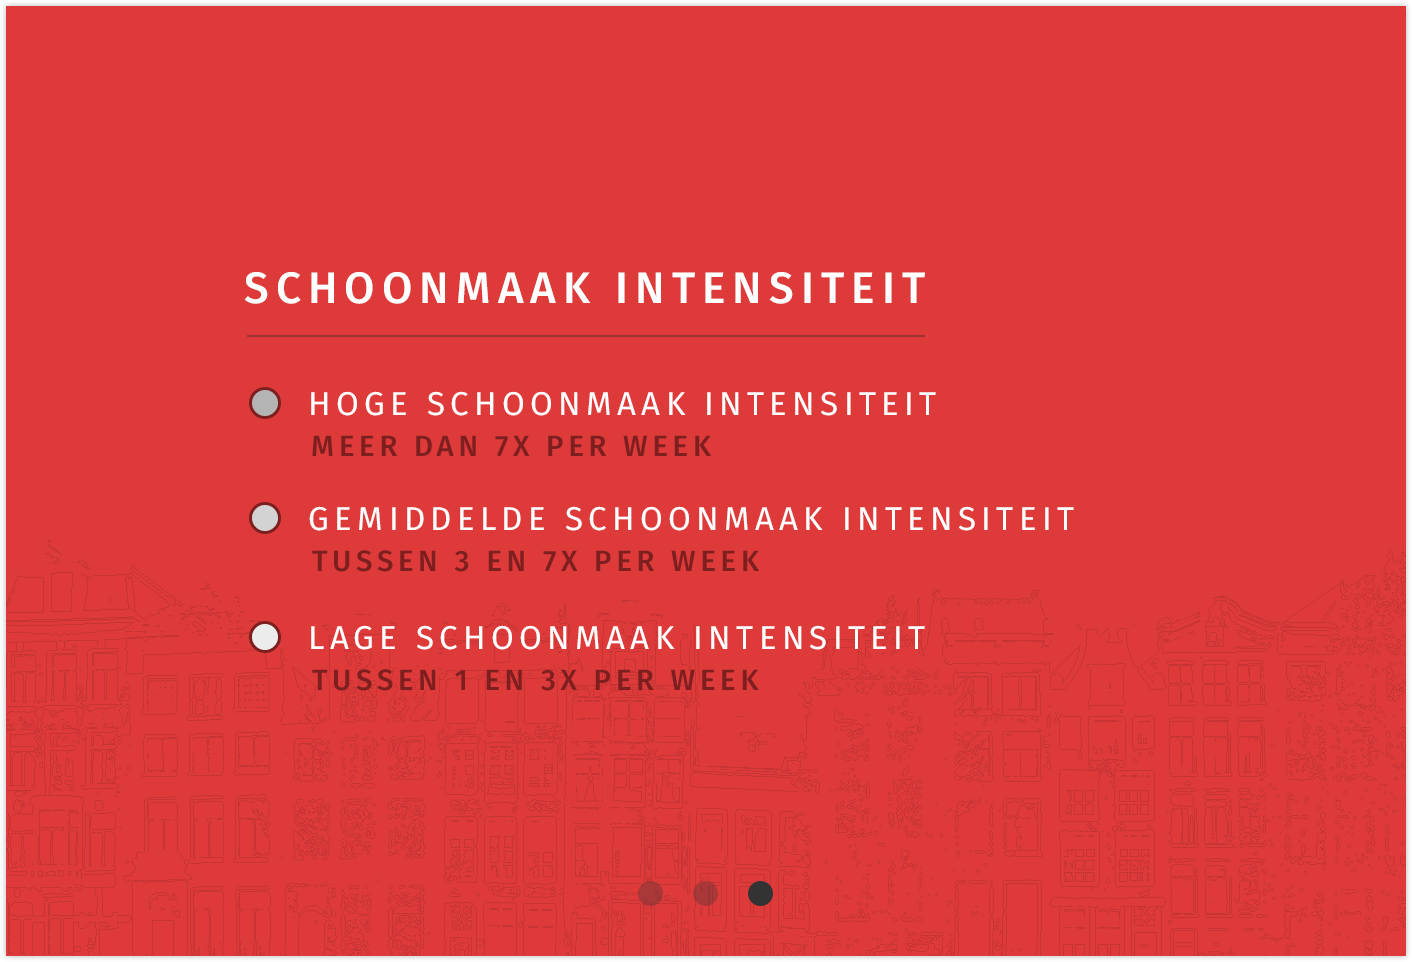 SCHOONMAAK INTENSITEIT
HOGE SCHOONMAAK INTENSITEIT
MEER DAN 7X PER WEEK
GEMIDDELDE SCHOONMAAK INTENSITEIT
TUSSEN 3 EN 7X PER WEEK
LAGE SCHOONMAAK INTENSITEIT
TUSSEN 1 EN 3X PER WEEK